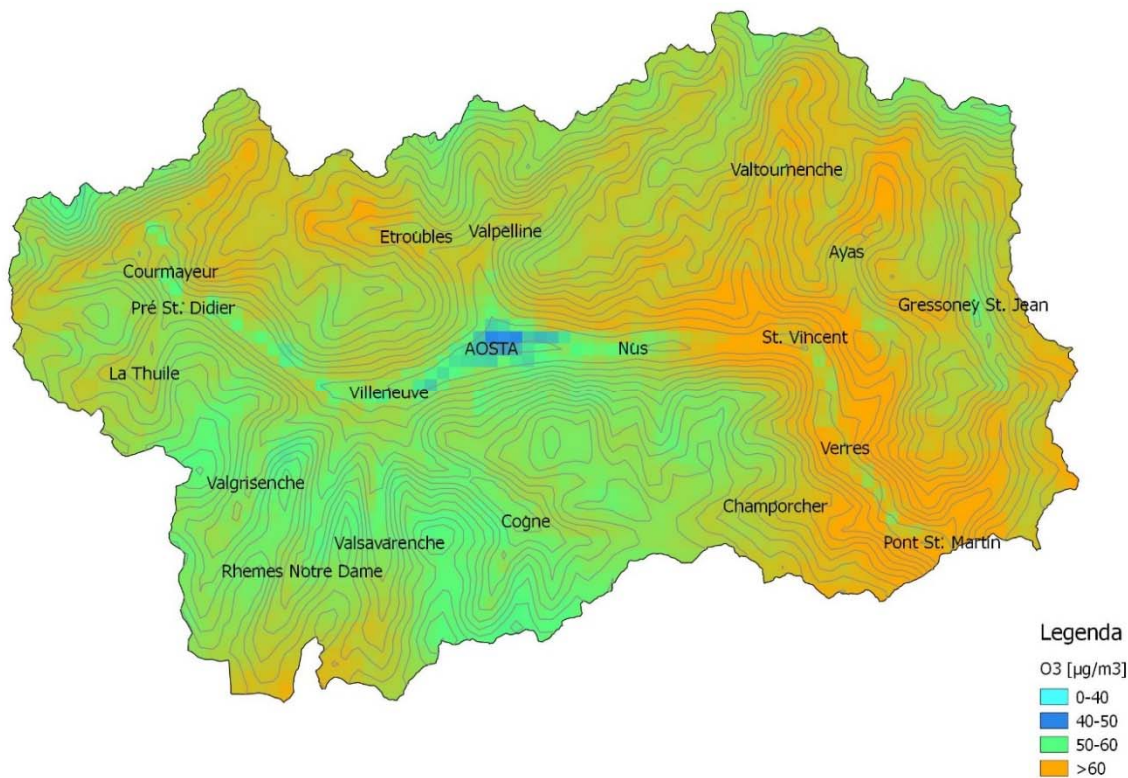 Valtournenche
Etroubles
Valpelline
Ayas
Courmayeur
Pré St. Didier
Gressoney St. Jean
St. Vincent
AOSTA
Nus
La Thuile
Villeneuve
Verres
Valgrisenche
Champorcher
Cogne
Valsavarenche
Pont St. Martin
Rhemes Notre Dame
Legenda
O3 [µg/m3]
0-40
40-50
50-60
>60